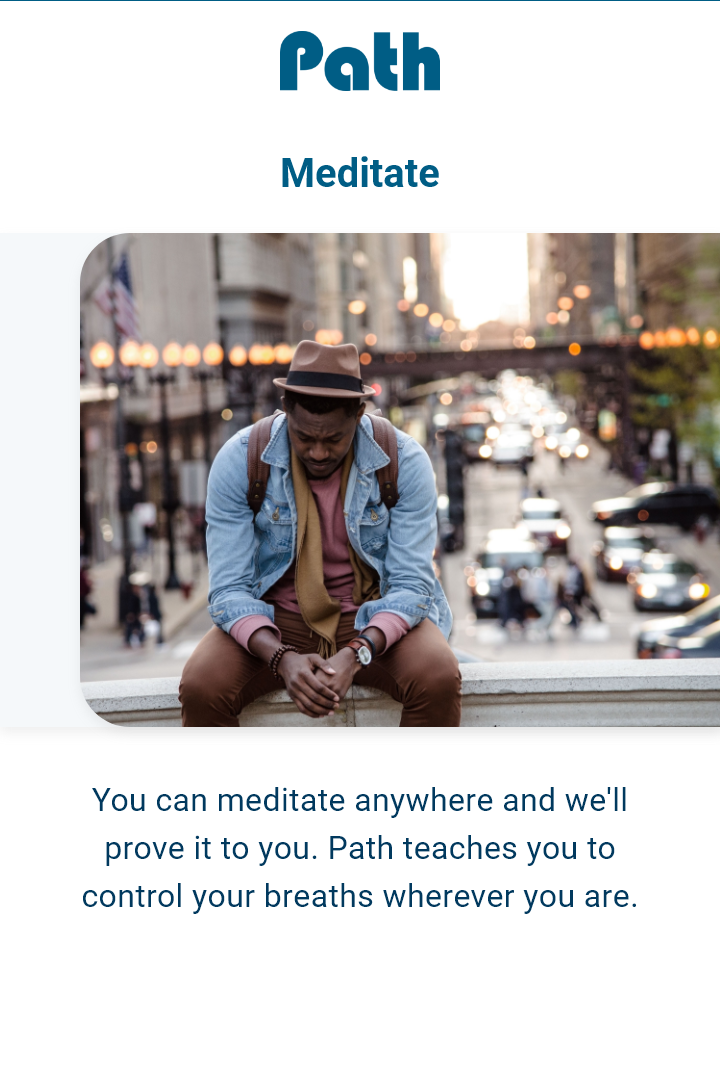 Path
Meditate
You can meditate anywhere and we'll
prove it to you. Path teaches you to
control your breaths wherever you are.